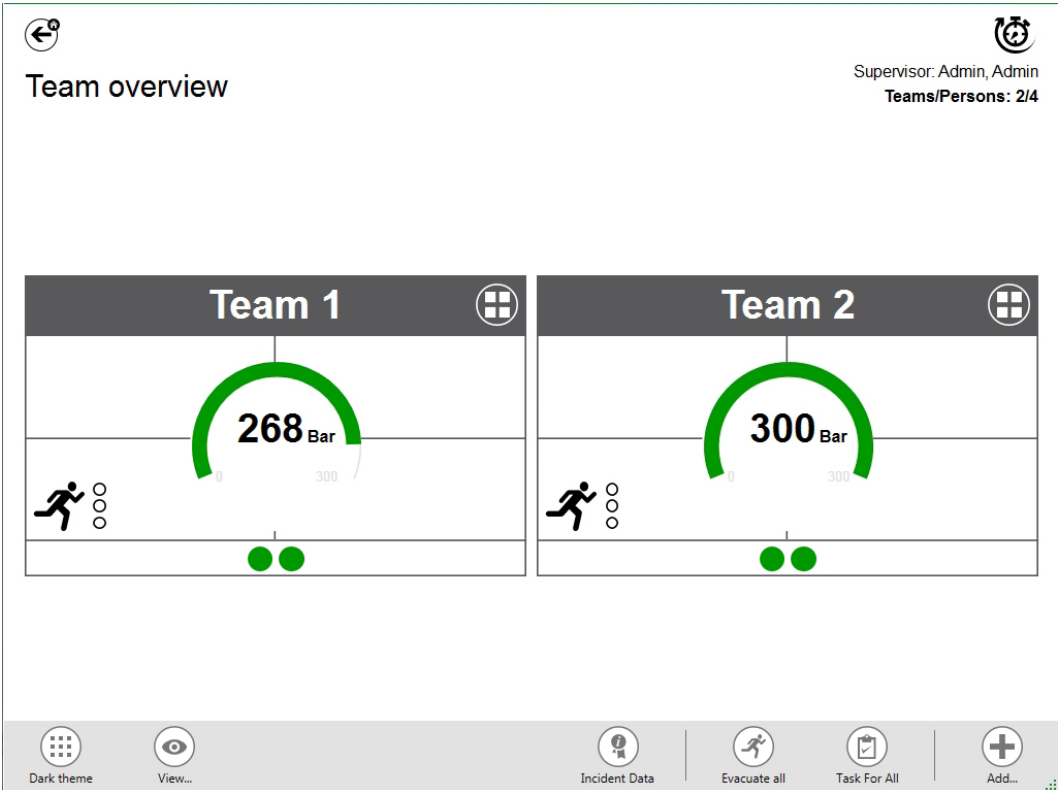 Team overview
Supervisor: Admin, Admin
Teams/Persons: 2/4
Team 1
268 Bar
0 300
Team 2
300 Bar
0 300
Dark theme
View...
Incident Data
Evacuate all
Task For All
Add...